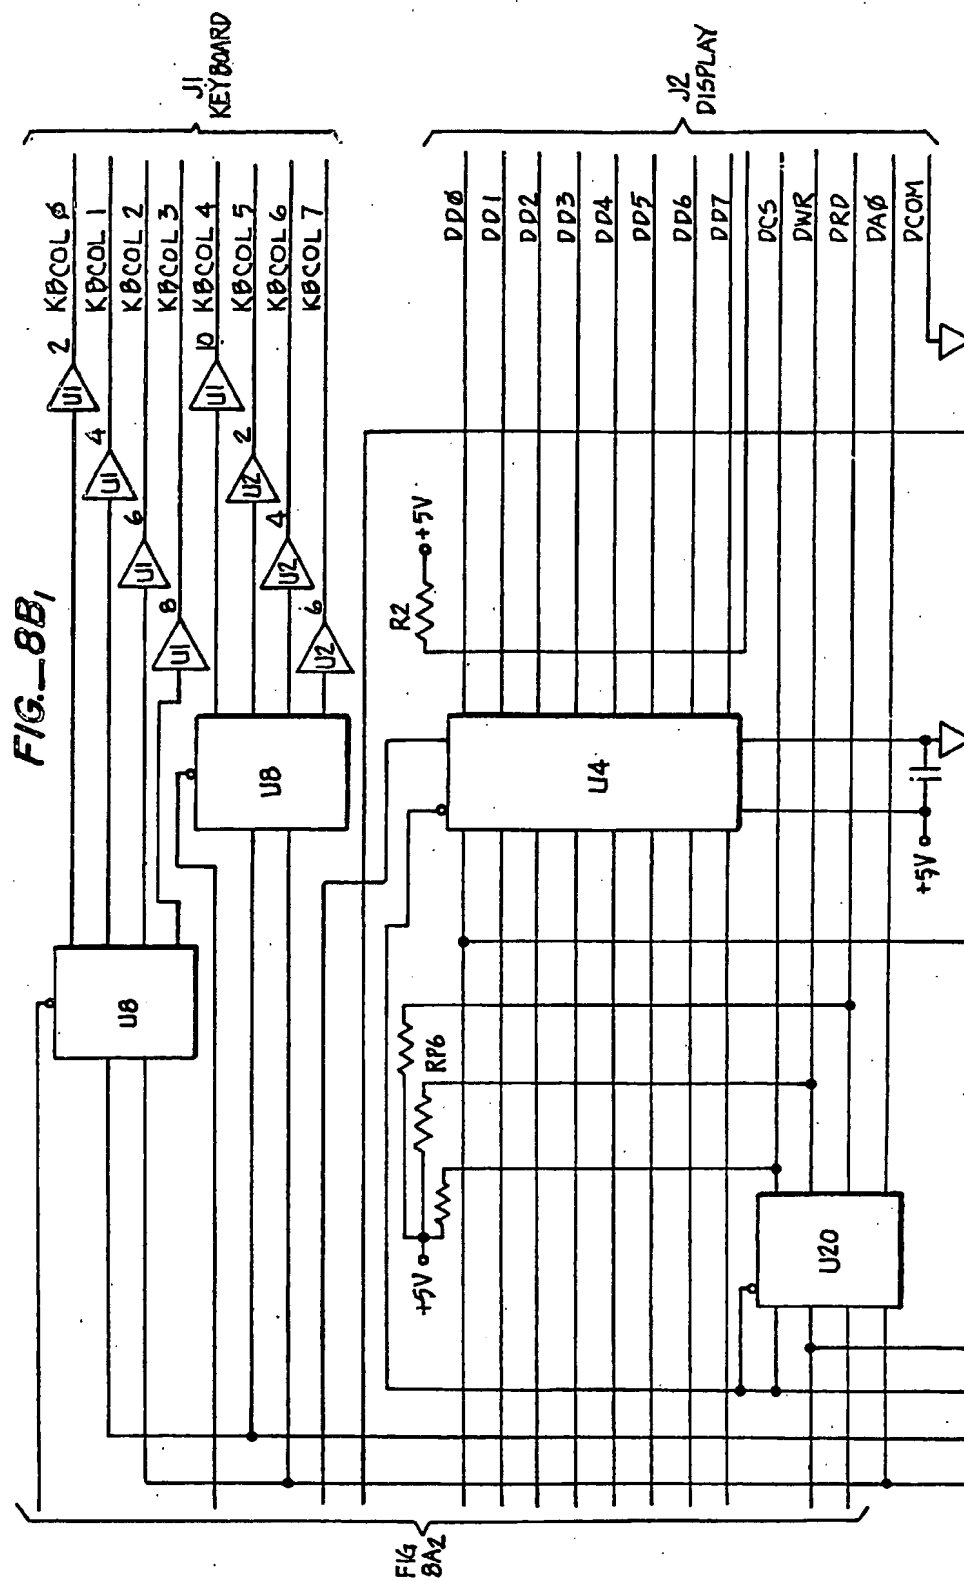 FIG._8B1
J1
KEYBOARD
2 KBCOL Ø
4 KBCOL 1
6 KBCOL 2
8 KBCOL 3
10 KBCOL 4
2 KBCOL 5
4 KBCOL 6
6 KBCOL 7
U1
U1
U1
U1
U1
U2
U2
U2
U8
U8
J2
DISPLAY
DDØ
DD1
DD2
DD3
DD4
DD5
DD6
DD7
DCS
DWR
DRD
DAØ
DCOM
R2
+5V
U4
+5V
RP6
+5V
U20
FIG
8A2